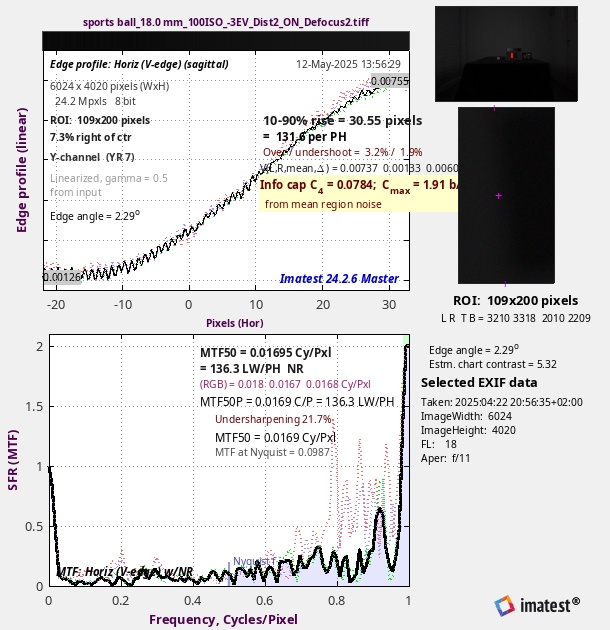 sports ball_18.0 mm_100ISO_-3EV_Dist2_ON_Defocus2.tiff
Edge profile: Horiz (V-edge) (sagittal)
12-May-2025 13:56:29
0.00755
6024 x 4020 pixels (WxH)
24.2 Mpxls 8 bit
ROI: 109x200 pixels
7.3% right of ctr
Y-channel (YR 7)
Linearized, gamma = 0.5
from input
Edge angle = 2.29o
10-90% rise = 30.55 pixels
= 131.6 per PH
Over / undershoot = 3.2% / 1.9%
V(L,R,mean,Δ) = 0.00737 0.00133 0.0060
Info cap C4 = 0.0784; Cmax = 1.91 b/
from mean region noise
0.00126
Imatest 24.2.6 Master
Edge profile (linear)
-20 -10 0 10 20 30
Pixels (Hor)
ROI: 109x200 pixels
L R T B = 3210 3318 2010 2209
Edge angle = 2.29o
Estm. chart contrast = 5.32
Selected EXIF data
Taken: 2025:04:22 20:56:35+02:00
ImageWidth: 6024
ImageHeight: 4020
FL: 18
Aper: f/11
MTF50 = 0.01695 Cy/Pxl
= 136.3 LW/PH NR
(RGB) = 0.018 0.0167 0.0168 Cy/Pxl
MTF50P = 0.0169 C/P = 136.3 LW/PH
Undersharpening 21.7%
MTF50 = 0.0169 Cy/Pxl
MTF at Nyquist = 0.0987
Nyquist f
MTF: Horiz (V-edge) w/NR
SFR (MTF)
2
1.5
1
0.5
0
0 0.2 0.4 0.6 0.8 1
Frequency, Cycles/Pixel
imatest®